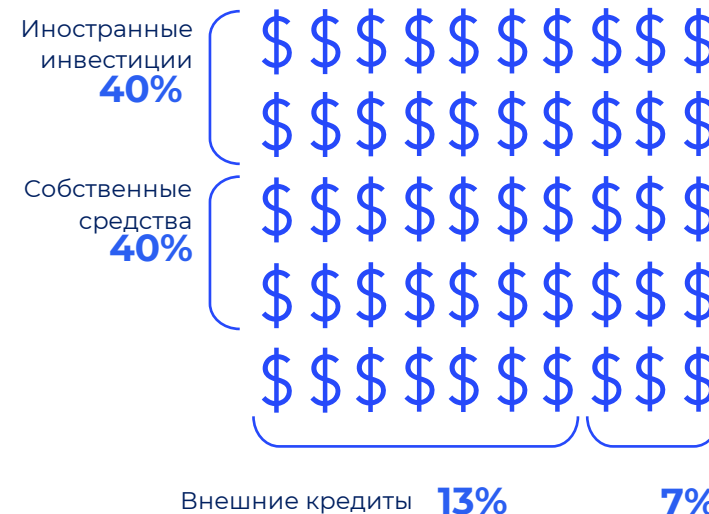 Иностранные
инвестиции
40%
$ $ $ $ $ $ $ $ $ $
$ $ $ $ $ $ $ $ $ $
Собственные
средства
40%
$ $ $ $ $ $ $ $ $ $
$ $ $ $ $ $ $ $ $ $
$ $ $ $ $ $ $ $ $ $
Внешние кредиты 13% 7%